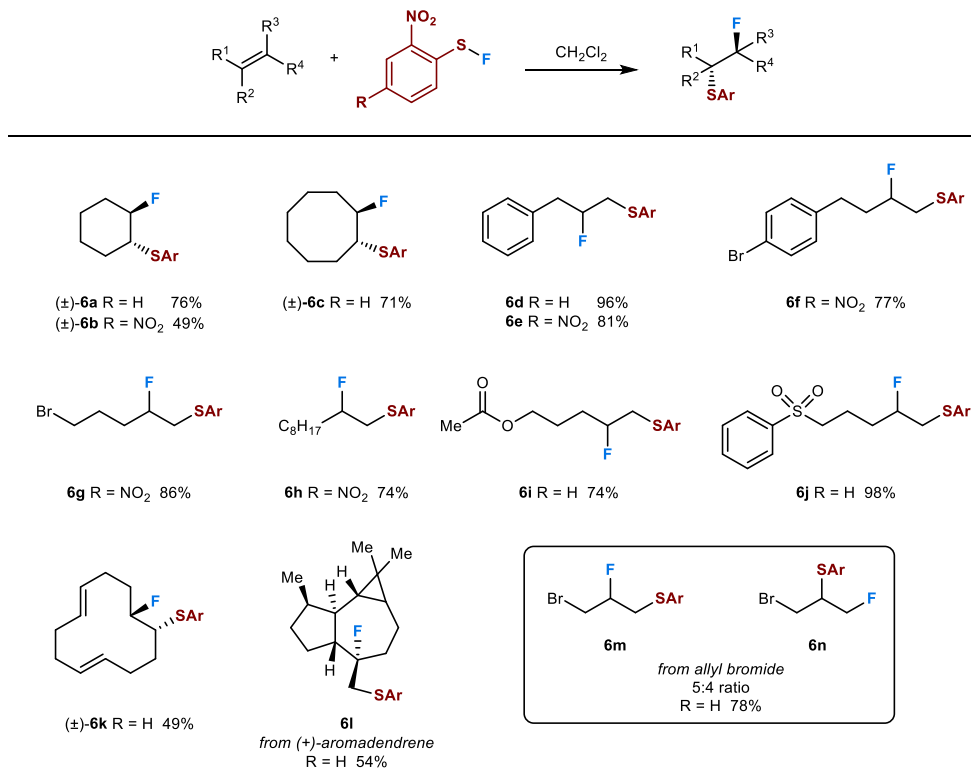 R¹ R³ R² R⁴ + NO₂ S F R CH₂Cl₂ F R¹ R³ R² R⁴ SAr
F SAr
(±)-6a R = H 76%
(±)-6b R = NO₂ 49%
F SAr
(±)-6c R = H 71%
SAr F
6d R = H 96%
6e R = NO₂ 81%
F SAr Br
6f R = NO₂ 77%
F Br SAr
6g R = NO₂ 86%
F C₈H₁₇ SAr
6h R = NO₂ 74%
O Me O SAr F
6i R = H 74%
O O S F SAr
6j R = H 98%
F SAr
(±)-6k R = H 49%
Me Me Me H H F H SAr
6l
from (+)-aromadendrene
R = H 54%
F Br SAr
6m
SAr Br F
6n
from allyl bromide
5:4 ratio
R = H 78%